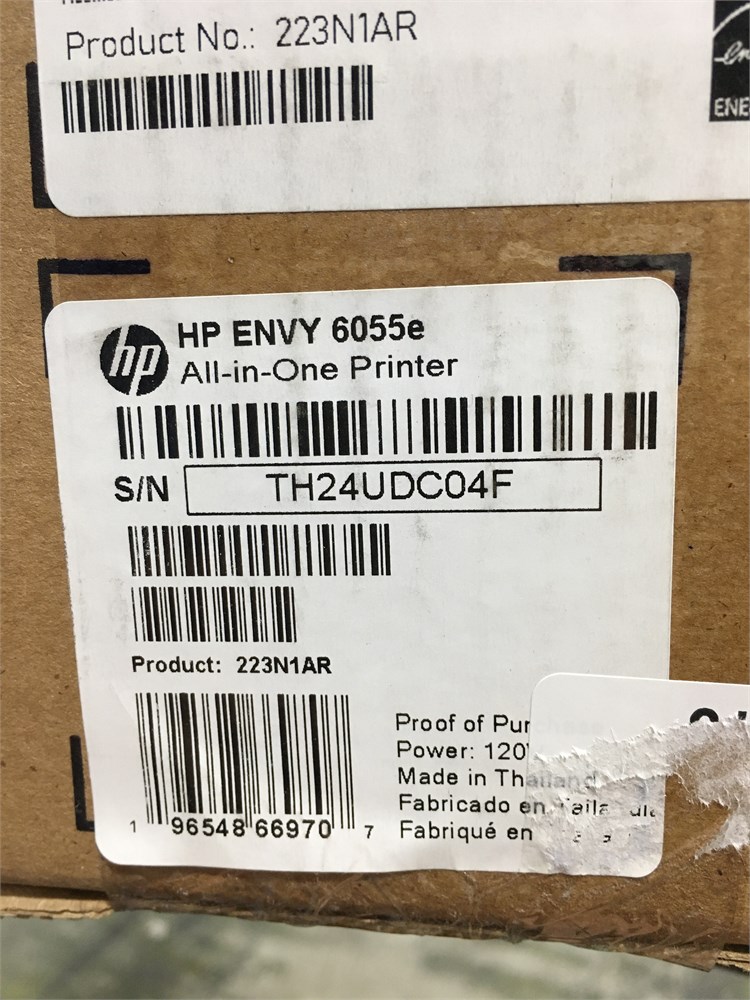 Product No.: 223N1AR
ENE
hp
HP ENVY 6055e
All-in-One Printer
S/N TH24UDC04F
Product: 223N1AR
1 96548 66970 7
Proof of Pur
Power: 120
Made in Thailand
Fabricado en
Fabriqué en